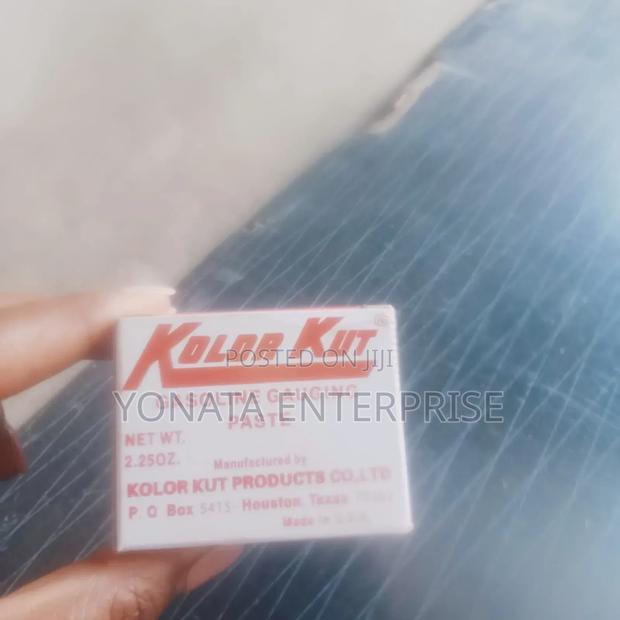 KOLOR KUT®
POSTED ON JIJI
GASOLINE GAUGING
YONATA ENTERPRISE
PASTE
NET WT.
2.25OZ.
Manufactured by
KOLOR KUT PRODUCTS CO., LTD
P. O Box 5415 Houston, Texas
Made in U.S.A.